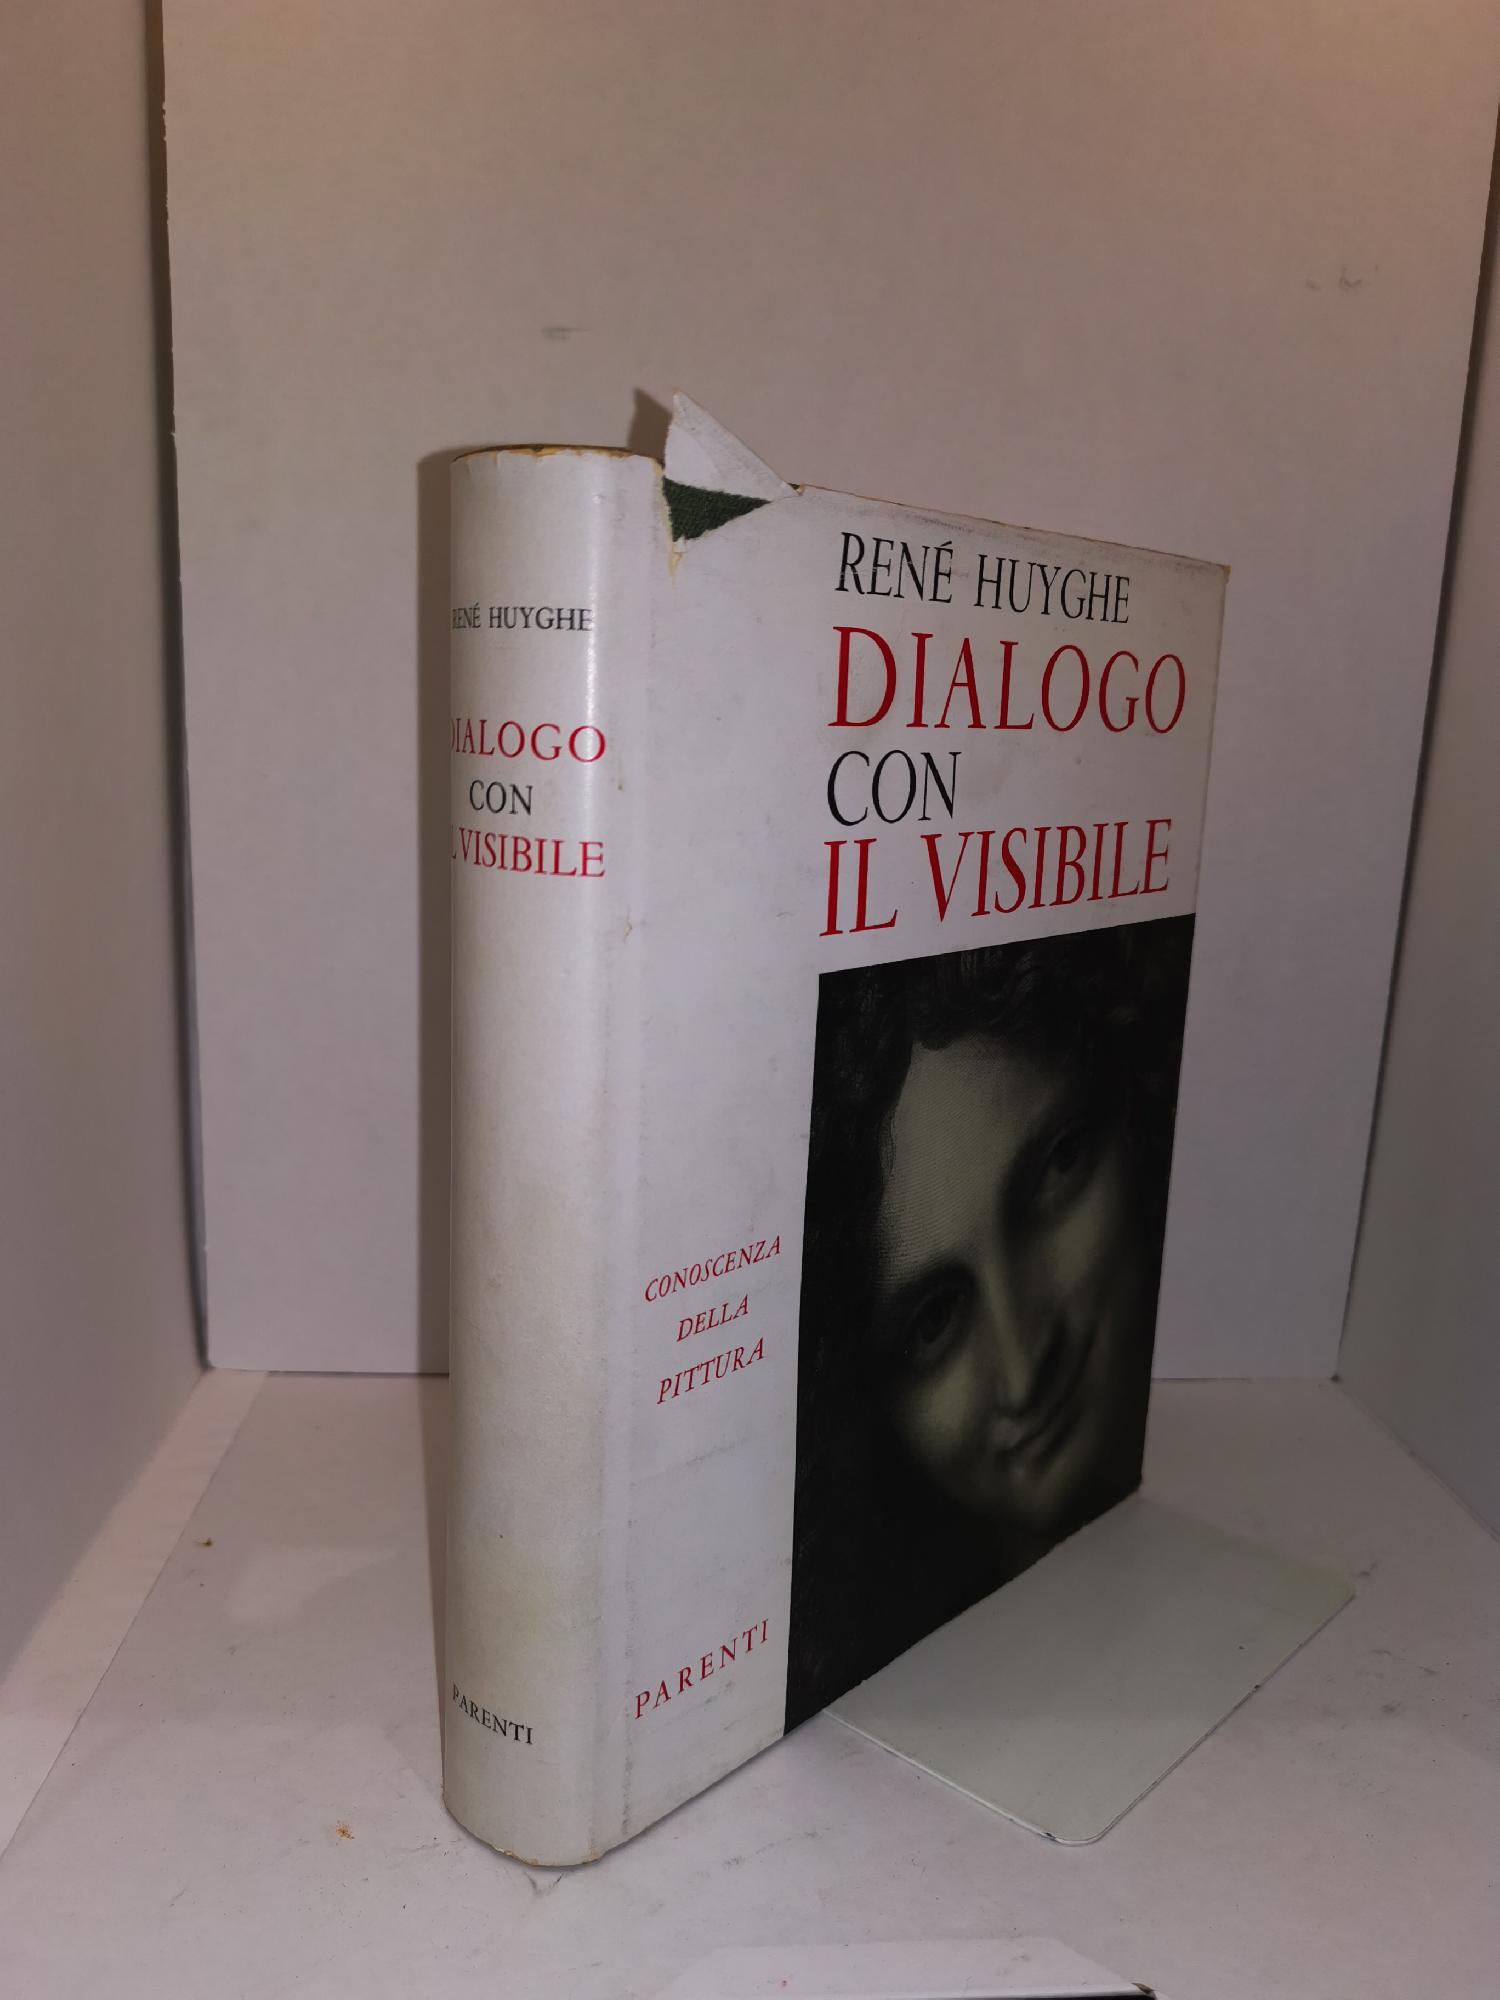 RENÉ HUYGHE
DIALOGO
CON
IL VISIBILE
PARENTI
RENÉ HUYGHE
DIALOGO
CON
IL VISIBILE
CONOSCENZA
DELLA
PITTURA
PARENTI